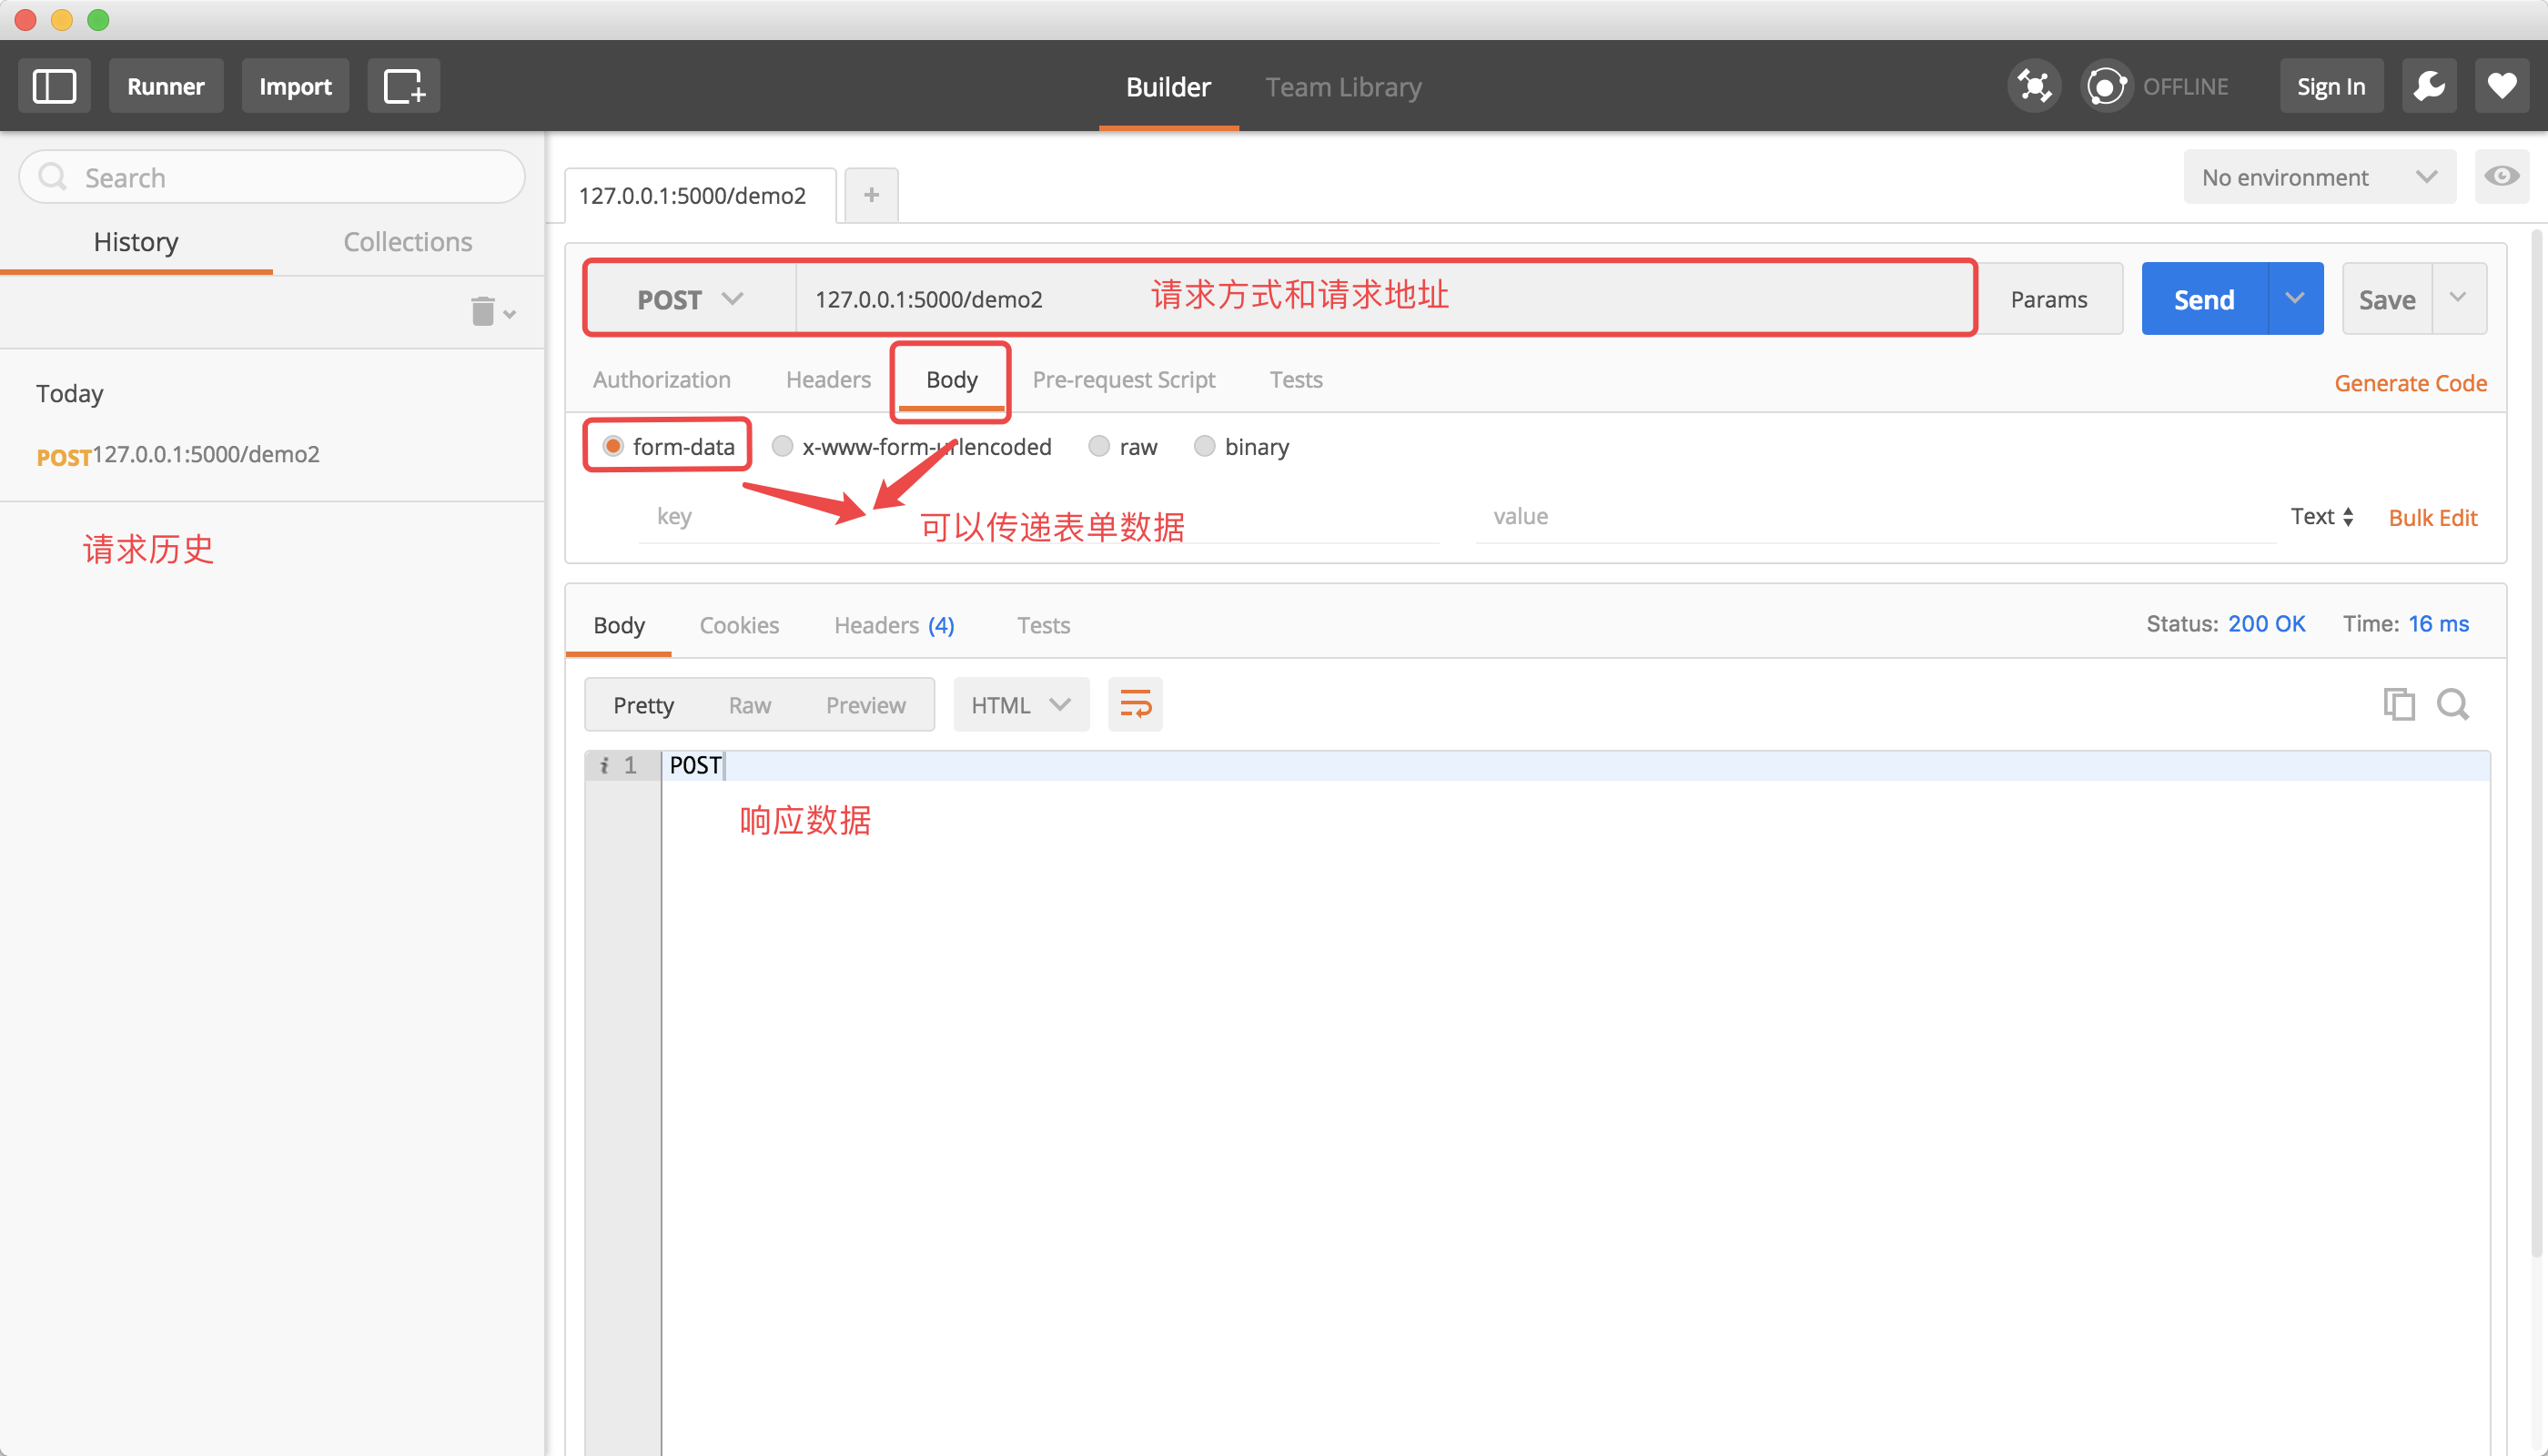 Runner Import Builder Team Library OFFLINE Sign In
Search
History Collections
Today
POST 127.0.0.1:5000/demo2
请求历史
127.0.0.1:5000/demo2 + No environment
POST 127.0.0.1:5000/demo2 请求方式和请求地址 Params Send Save
Authorization Headers Body Pre-request Script Tests Generate Code
form-data x-www-form-urlencoded raw binary
key value Text Bulk Edit
可以传递表单数据
Body Cookies Headers (4) Tests Status: 200 OK Time: 16 ms
Pretty Raw Preview HTML
i 1 POST
响应数据